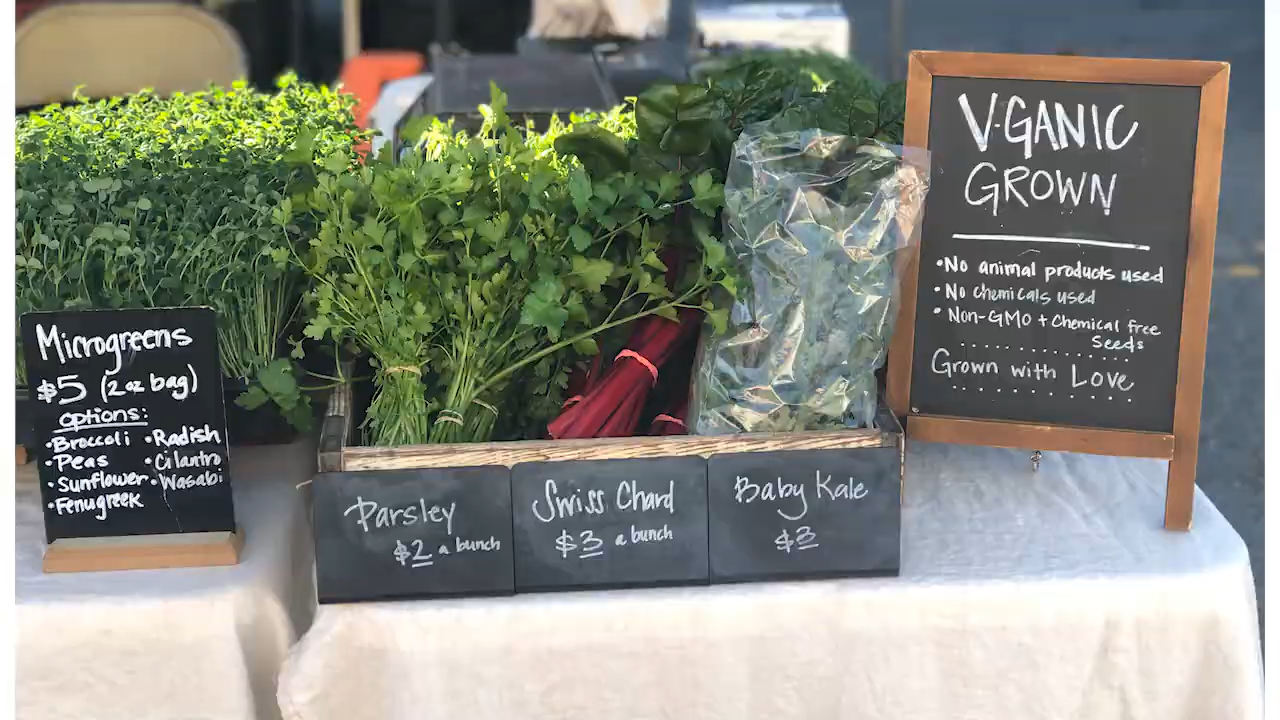 Microgreens
$5 (2oz bag)
options:
•Broccoli •Radish
•Peas •Cilantro
•Sunflower •Wasabi
•Fenugreek
Parsley
$2 a bunch
Swiss Chard
$3 a bunch
Baby Kale
$3
V-GANIC
GROWN
•No animal products used
•No chemicals used
•Non-GMO + Chemical free
Seeds
Grown with Love